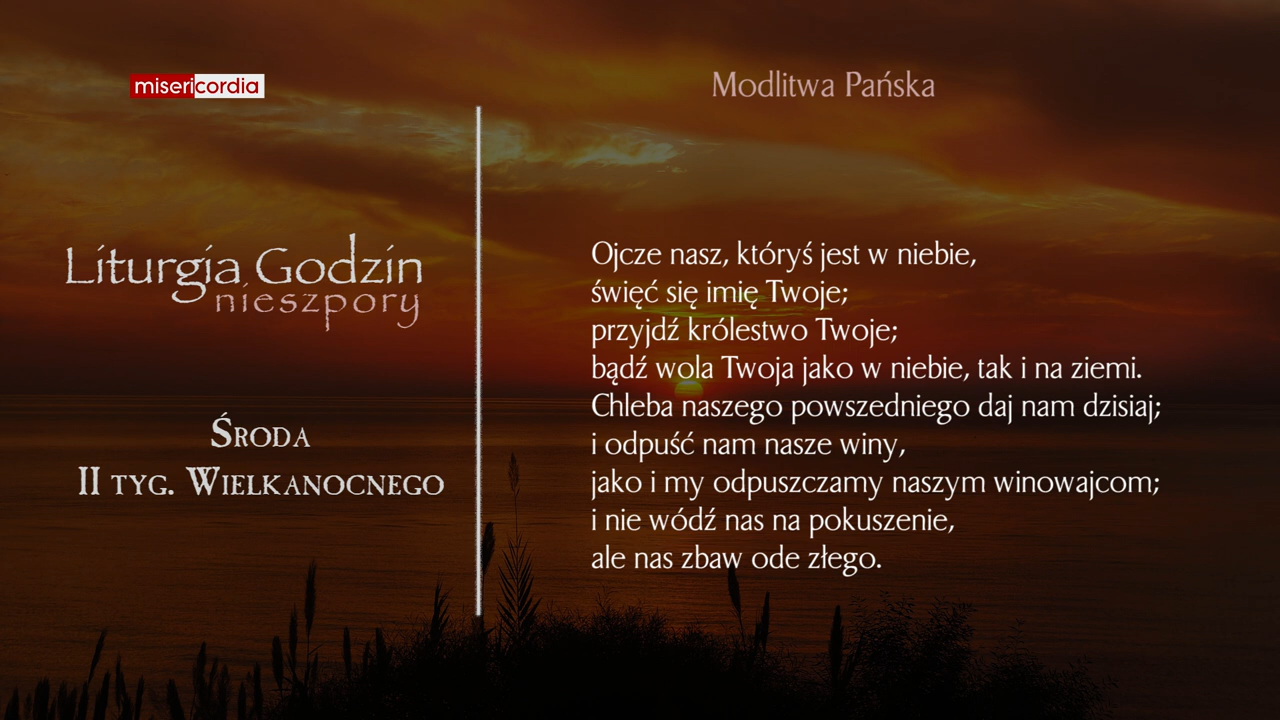 misericordia
Liturgia Godzin
nieszpory
Środa
II tyg. Wielkanocnego
Modlitwa Pańska
Ojcze nasz, któryś jest w niebie,
święć się imię Twoje;
przyjdź królestwo Twoje;
bądź wola Twoja jako w niebie, tak i na ziemi.
Chleba naszego powszedniego daj nam dzisiaj;
i odpuść nam nasze winy,
jako i my odpuszczamy naszym winowajcom;
i nie wódź nas na pokuszenie,
ale nas zbaw ode złego.